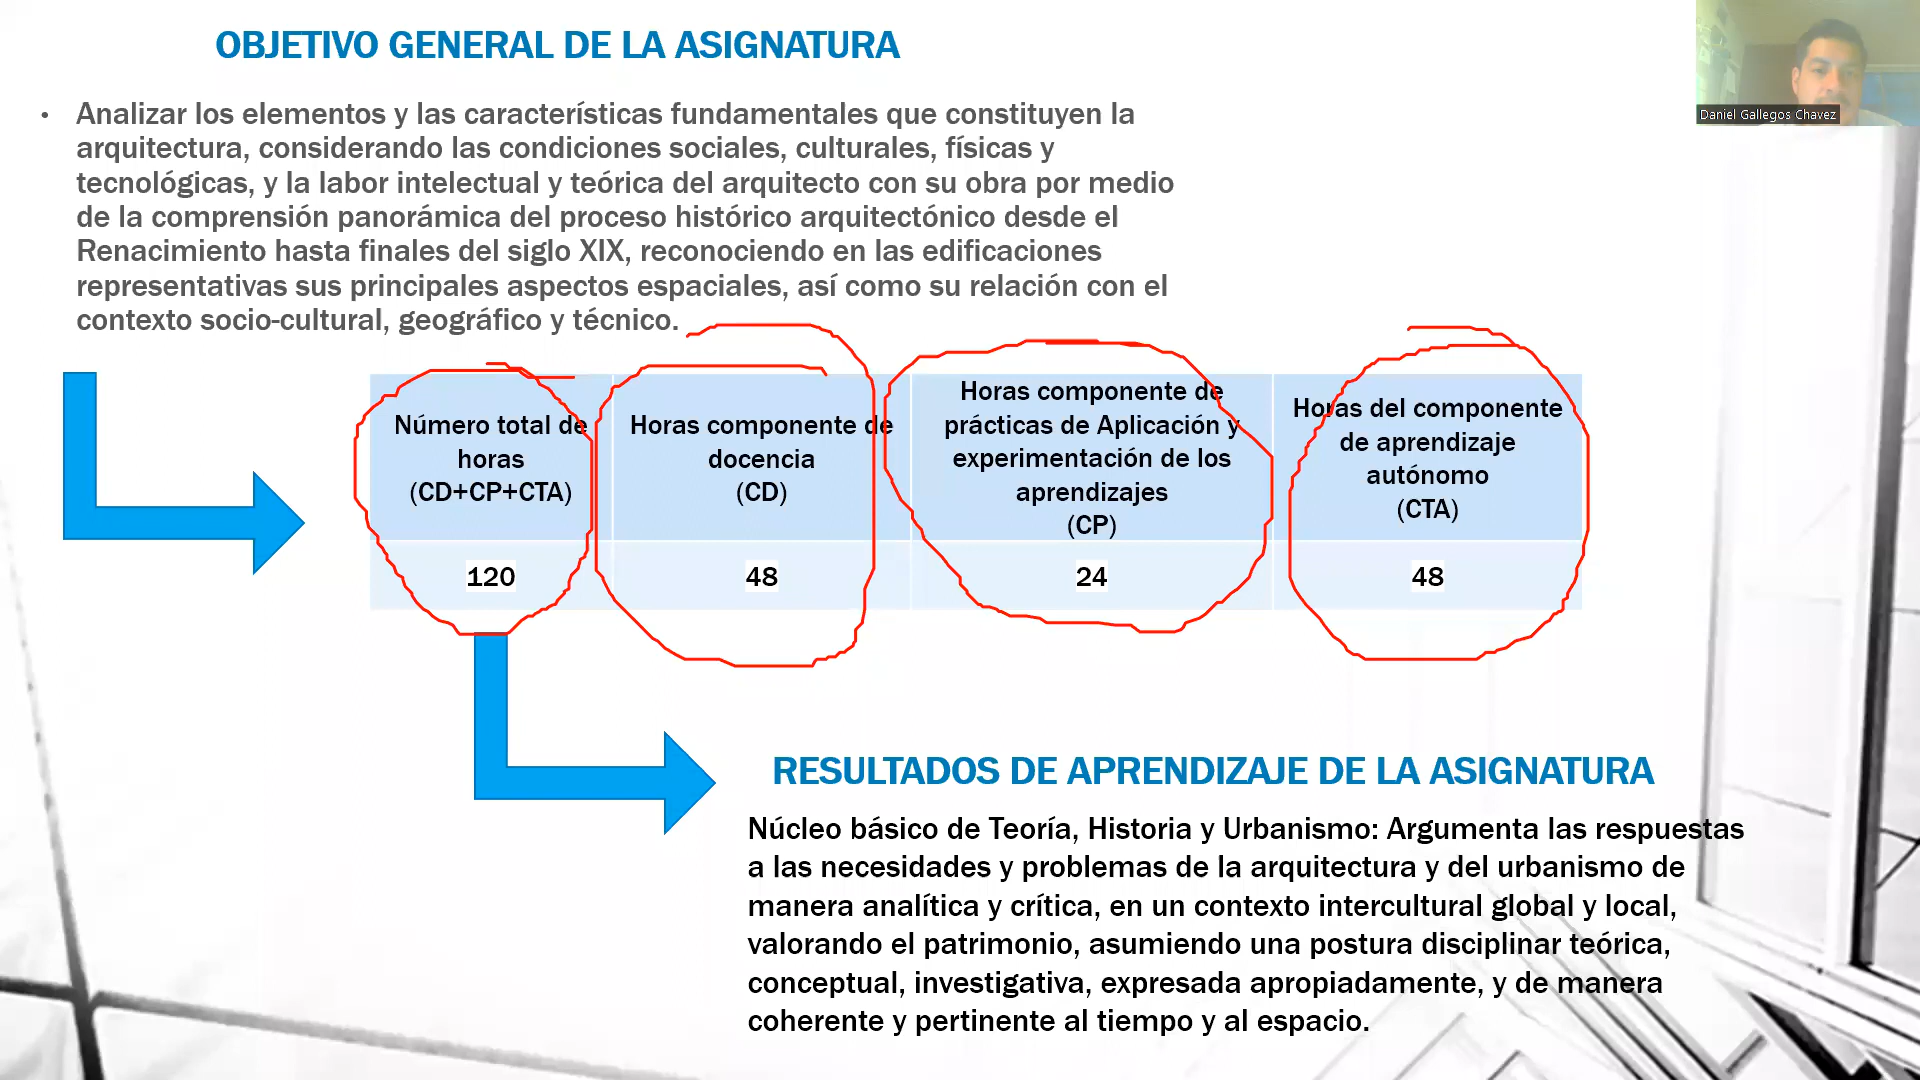 OBJETIVO GENERAL DE LA ASIGNATURA
Daniel Gallegos Chavez
• Analizar los elementos y las características fundamentales que constituyen la
arquitectura, considerando las condiciones sociales, culturales, físicas y
tecnológicas, y la labor intelectual y teórica del arquitecto con su obra por medio
de la comprensión panorámica del proceso histórico arquitectónico desde el
Renacimiento hasta finales del siglo XIX, reconociendo en las edificaciones
representativas sus principales aspectos espaciales, así como su relación con el
contexto socio-cultural, geográfico y técnico.
Número total de
horas
(CD+CP+CTA)
Horas componente de
docencia
(CD)
Horas componente de
prácticas de Aplicación y
experimentación de los
aprendizajes
(CP)
Horas del componente
de aprendizaje
autónomo
(CTA)
120
48
24
48
RESULTADOS DE APRENDIZAJE DE LA ASIGNATURA
Núcleo básico de Teoría, Historia y Urbanismo: Argumenta las respuestas
a las necesidades y problemas de la arquitectura y del urbanismo de
manera analítica y crítica, en un contexto intercultural global y local,
valorando el patrimonio, asumiendo una postura disciplinar teórica,
conceptual, investigativa, expresada apropiadamente, y de manera
coherente y pertinente al tiempo y al espacio.